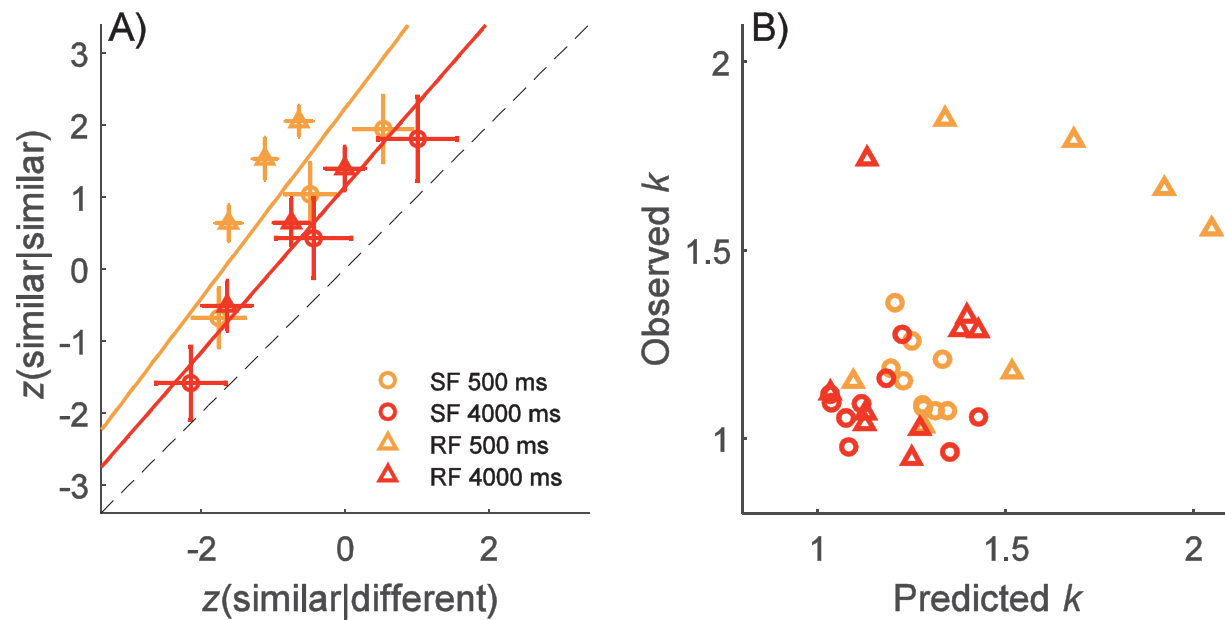 A)
3
2
1
0
-1
-2
-3
z(similar|similar)
-2
0
2
z(similar|different)
SF 500 ms
SF 4000 ms
RF 500 ms
RF 4000 ms
B)
2
1.5
1
Observed k
1
1.5
2
Predicted k